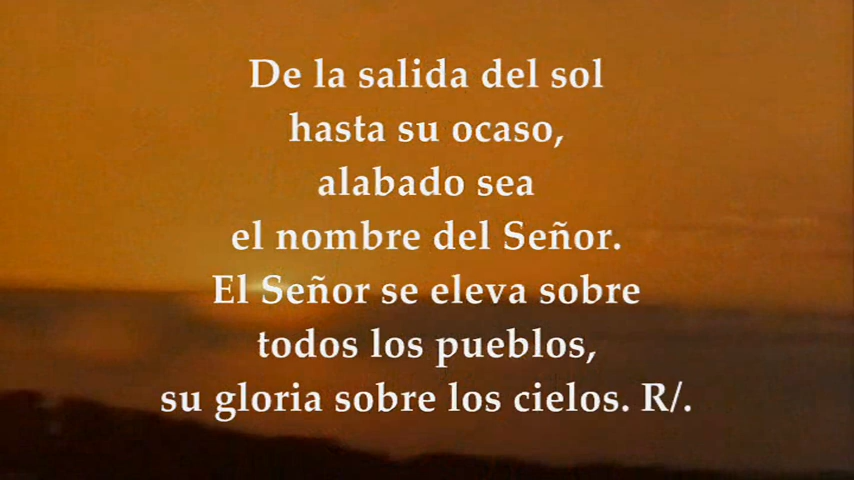 De la salida del sol
hasta su ocaso,
alabado sea
el nombre del Señor.
El Señor se eleva sobre
todos los pueblos,
su gloria sobre los cielos. R/.